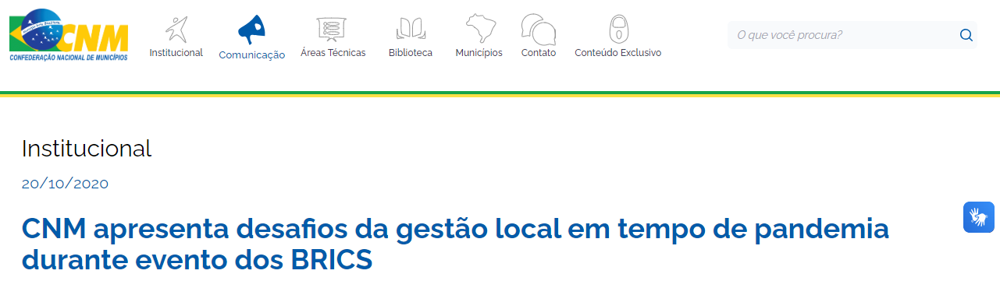 CNM
CONFEDERAÇÃO NACIONAL DE MUNICÍPIOS
Institucional
Comunicação
Áreas Técnicas
Biblioteca
Municípios
Contato
Conteúdo Exclusivo
O que você procura?
Institucional
20/10/2020
CNM apresenta desafios da gestão local em tempo de pandemia
durante evento dos BRICS